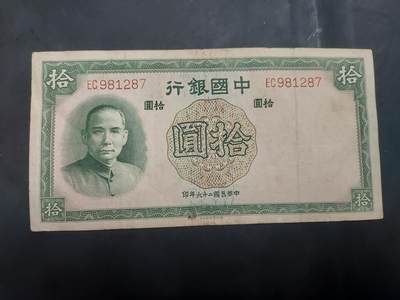 拾 拾
EC981287 EC981287
行銀國中
圓拾 拾圓
圓拾
印年六十二國民華中
拾 拾